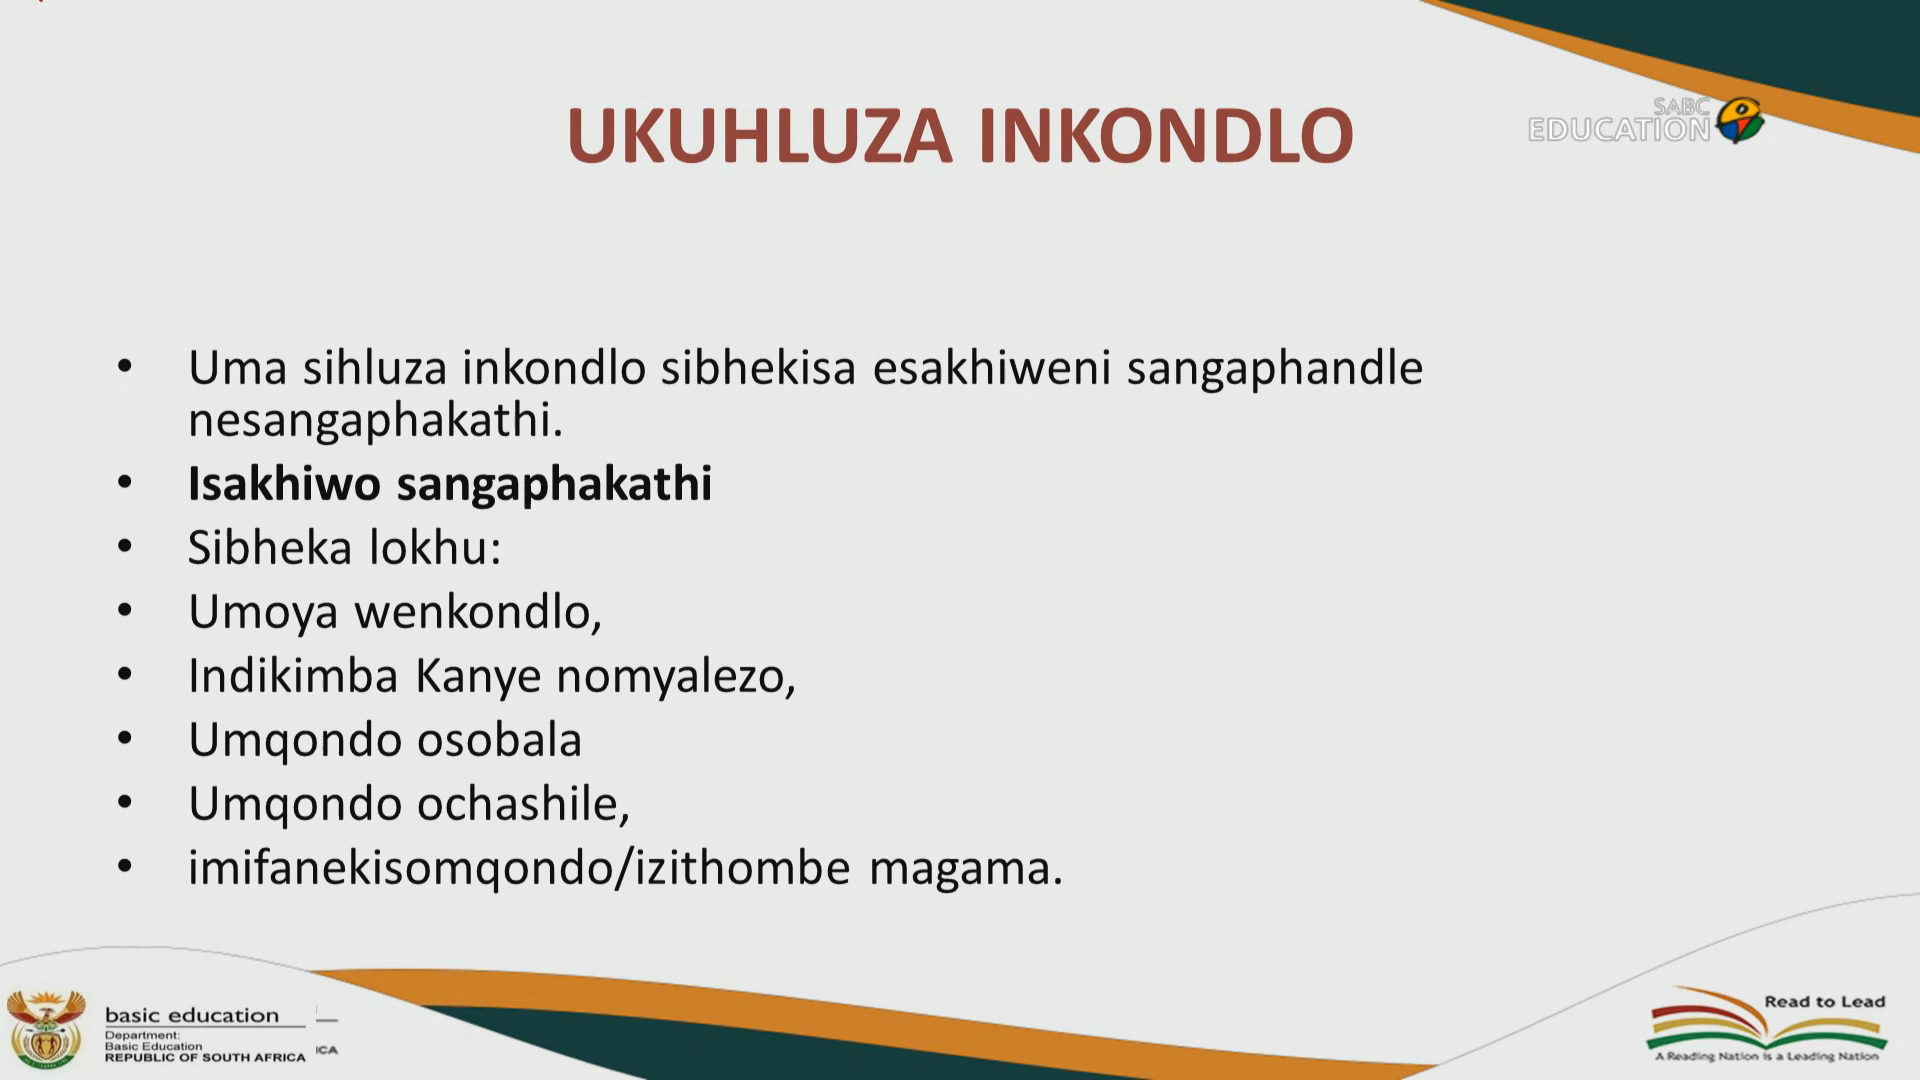 UKUHLUZA INKONDLO
SABC
EDUCATION
• Uma sihluza inkondlo sibhekisa esakhiweni sangaphandle
nesangaphakathi.
• Isakhiwo sangaphakathi
• Sibheka lokhu:
• Umoya wenkondlo,
• Indikimba Kanye nomyalezo,
• Umqondo osobala
• Umqondo ochashile,
• imifanekisomqondo/izithombe magama.
basic education
Department:
Basic Education
REPUBLIC OF SOUTH AFRICA
ICA
Read to Lead
A Reading Nation is a Leading Nation